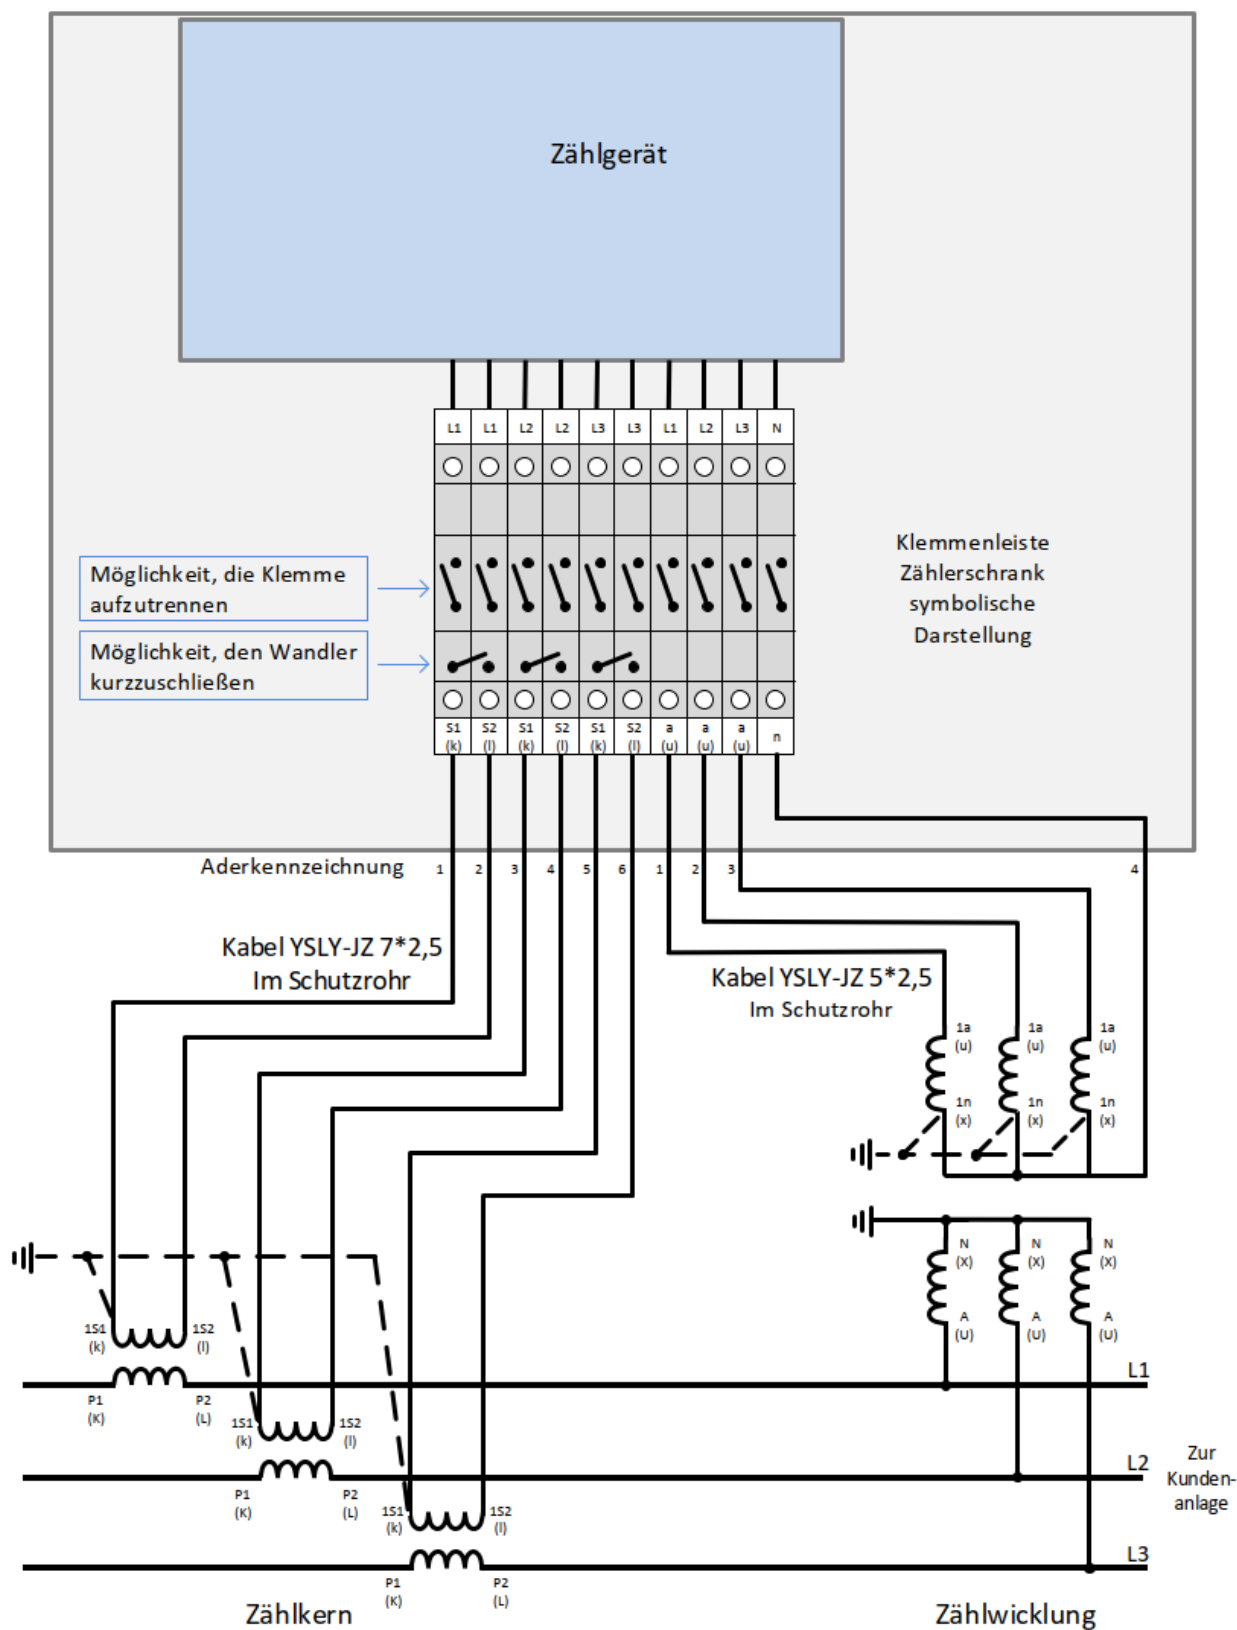 Zählgerät
L1 L1 L2 L2 L3 L3 L1 L2 L3 N
Möglichkeit, die Klemme
aufzutrennen
Möglichkeit, den Wandler
kurzzuschließen
Klemmenleiste
Zählerschrank
symbolische
Darstellung
S1 S2 S1 S2 S1 S2 a a a n
(k) (l) (k) (l) (k) (l) (u) (u) (u)
Aderkennzeichnung 1 2 3 4 5 6 1 2 3 4
Kabel YSLY-JZ 7*2,5
Im Schutzrohr
Kabel YSLY-JZ 5*2,5
Im Schutzrohr
1a 1a 1a
(u) (u) (u)
1n 1n 1n
(x) (x) (x)
N N N
(X) (X) (X)
A A A
(U) (U) (U)
1S1 1S2
(k) (l)
L1
P1 P2
(K) (L)
1S1 1S2
(k) (l)
L2
P1 P2
(K) (L)
Zur
Kunden-
anlage
1S1 1S2
(k) (l)
L3
P1 P2
(K) (L)
Zählkern
Zählwicklung